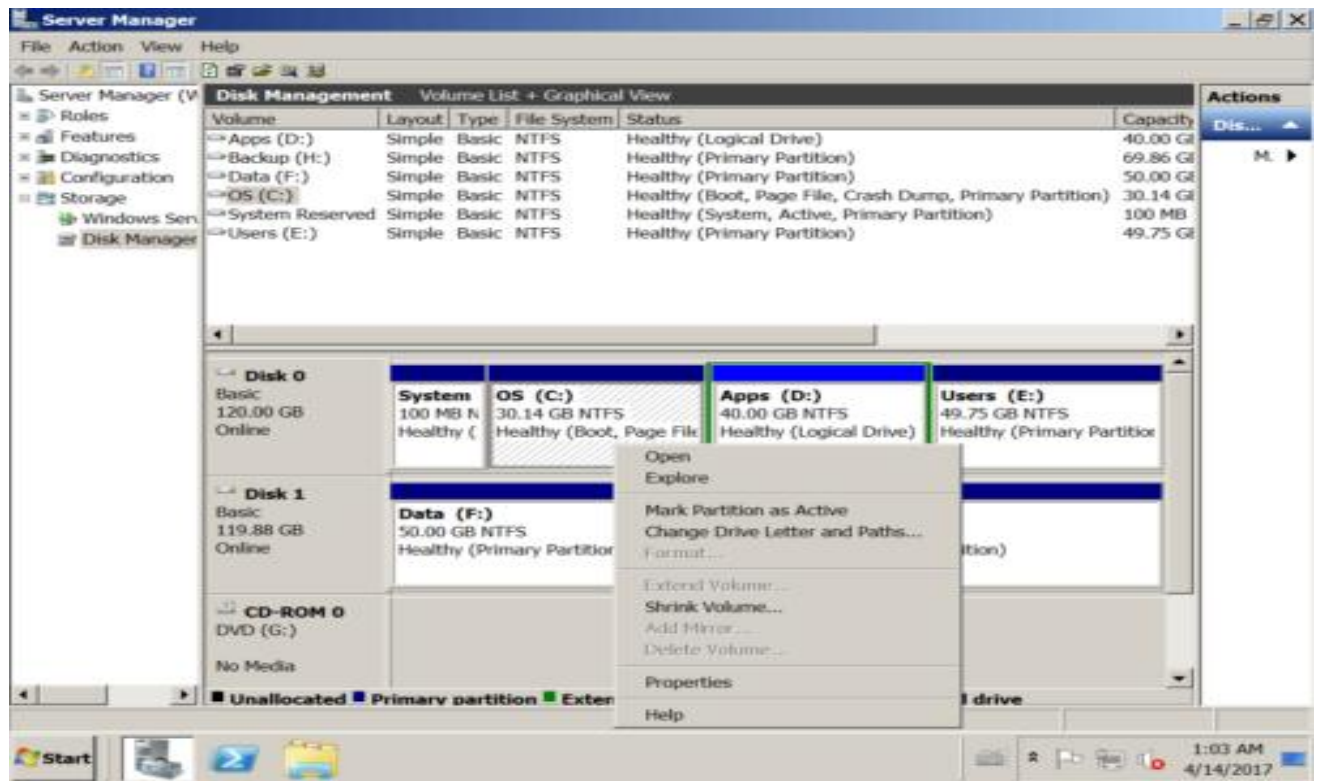 Server Manager
File Action View Help
Server Manager (W
Roles
Features
Diagnostics
Configuration
Storage
Windows Serv
Disk Manager
Disk Management Volume List + Graphical View
Volume Layout Type File System Status Capacity
Apps (D:) Simple Basic NTFS Healthy (Logical Drive) 40.00 GB
Backup (H:) Simple Basic NTFS Healthy (Primary Partition) 69.86 GB
Data (F:) Simple Basic NTFS Healthy (Primary Partition) 50.00 GB
OS (C:) Simple Basic NTFS Healthy (Boot, Page File, Crash Dump, Primary Partition) 30.14 GB
System Reserved Simple Basic NTFS Healthy (System, Active, Primary Partition) 100 MB
Users (E:) Simple Basic NTFS Healthy (Primary Partition) 49.75 GB
Actions
Dis...
M.
Disk 0
Basic
120.00 GB
Online
System
100 MB N
Healthy (
OS (C:)
30.14 GB NTFS
Healthy (Boot, Page File
Apps (D:)
40.00 GB NTFS
Healthy (Logical Drive)
Users (E:)
49.75 GB NTFS
Healthy (Primary Partition
Disk 1
Basic
119.88 GB
Online
Data (F:)
50.00 GB NTFS
Healthy (Primary Partition
ition)
CD-ROM 0
DVD (G:)
No Media
Open
Explore
Mark Partition as Active
Change Drive Letter and Paths...
Format...
Extend Volume...
Shrink Volume...
Add Mirror...
Delete Volume...
Properties
Help
Unallocated Primary partition Exten
l drive
Start
1:03 AM
4/14/2017